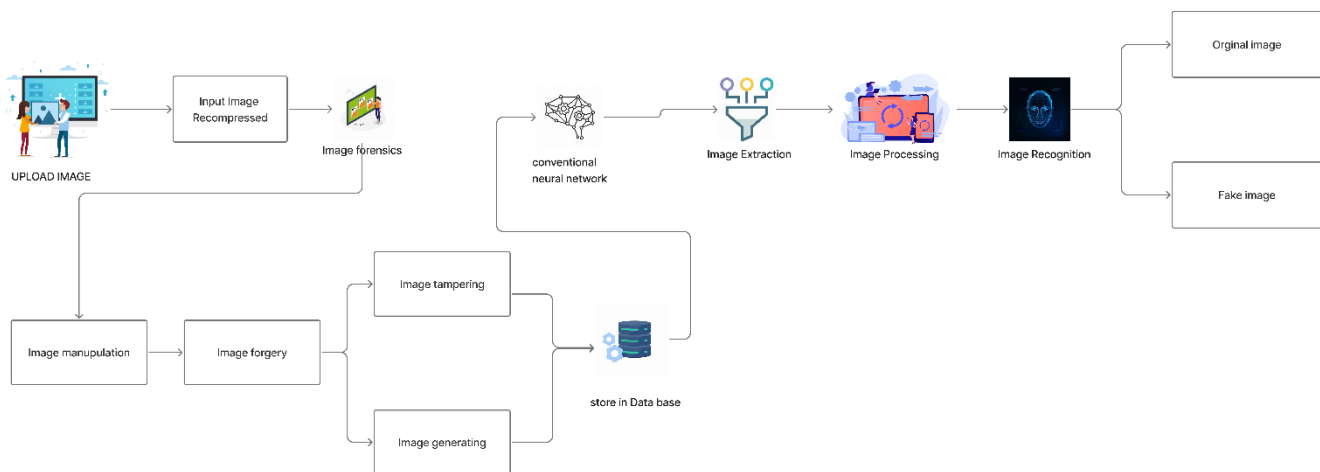 UPLOAD IMAGE
Input Image
Recompressed
Image forensics
Image manupulation
Image forgery
Image tampering
Image generating
store in Data base
conventional
neural network
Image Extraction
Image Processing
Image Recognition
Orginal image
Fake image